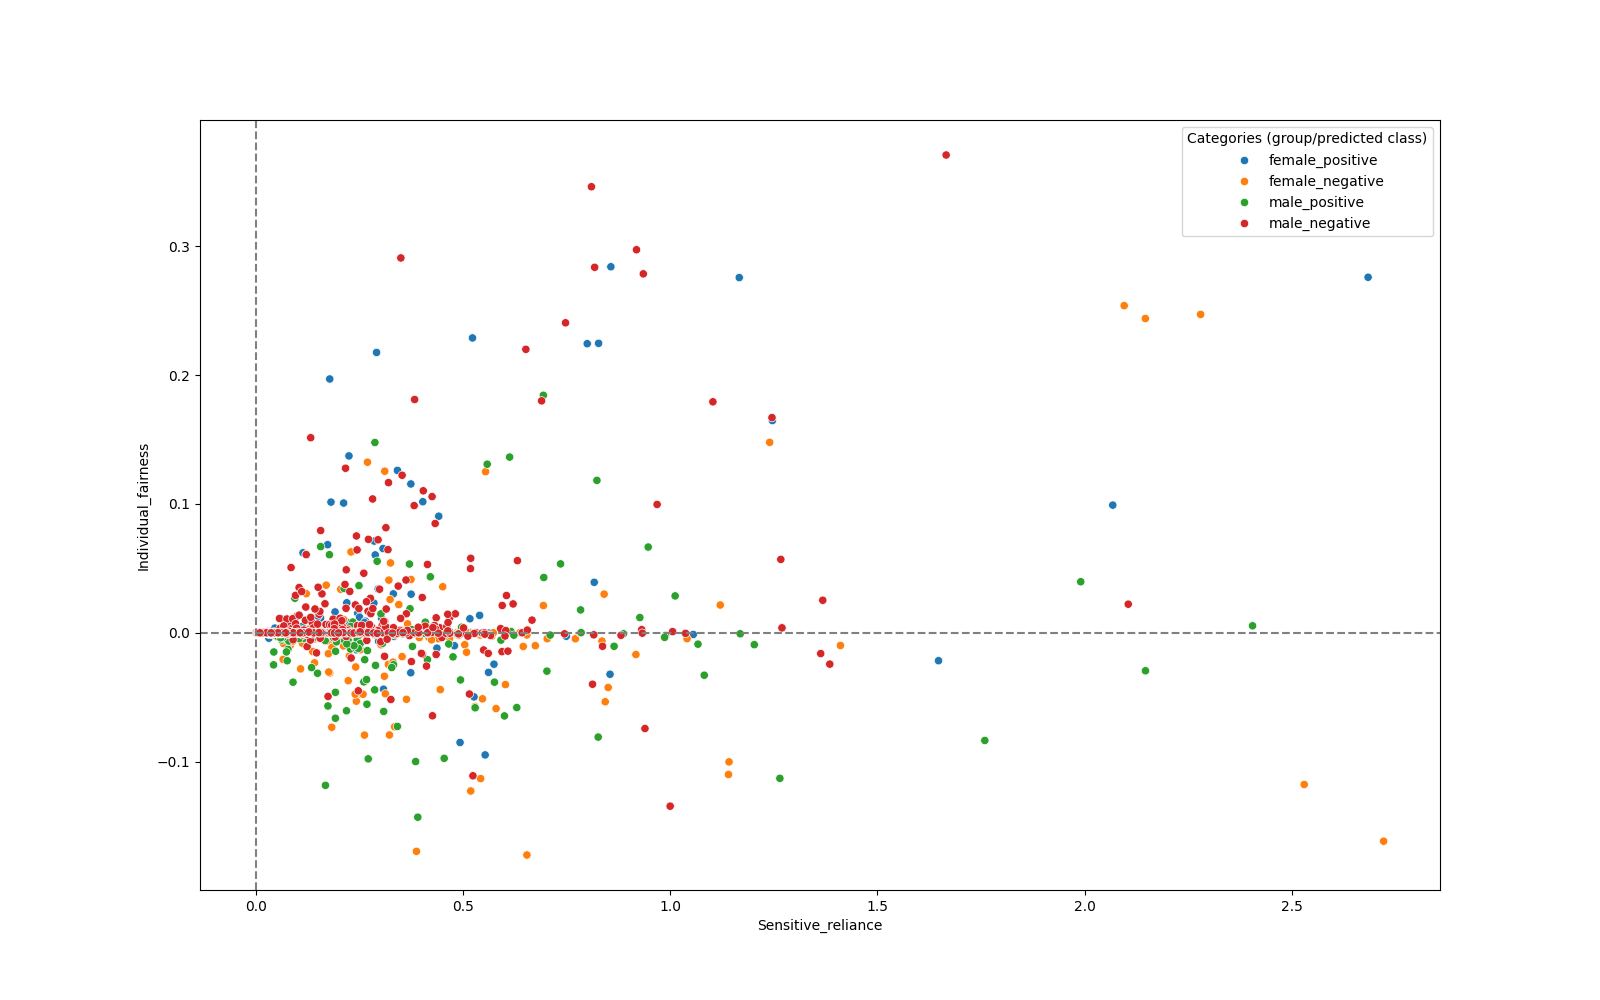 Categories (group/predicted class)
female_positive
female_negative
male_positive
male_negative
0.3
0.2
0.1
0.0
−0.1
Individual_fairness
0.0 0.5 1.0 1.5 2.0 2.5
Sensitive_reliance